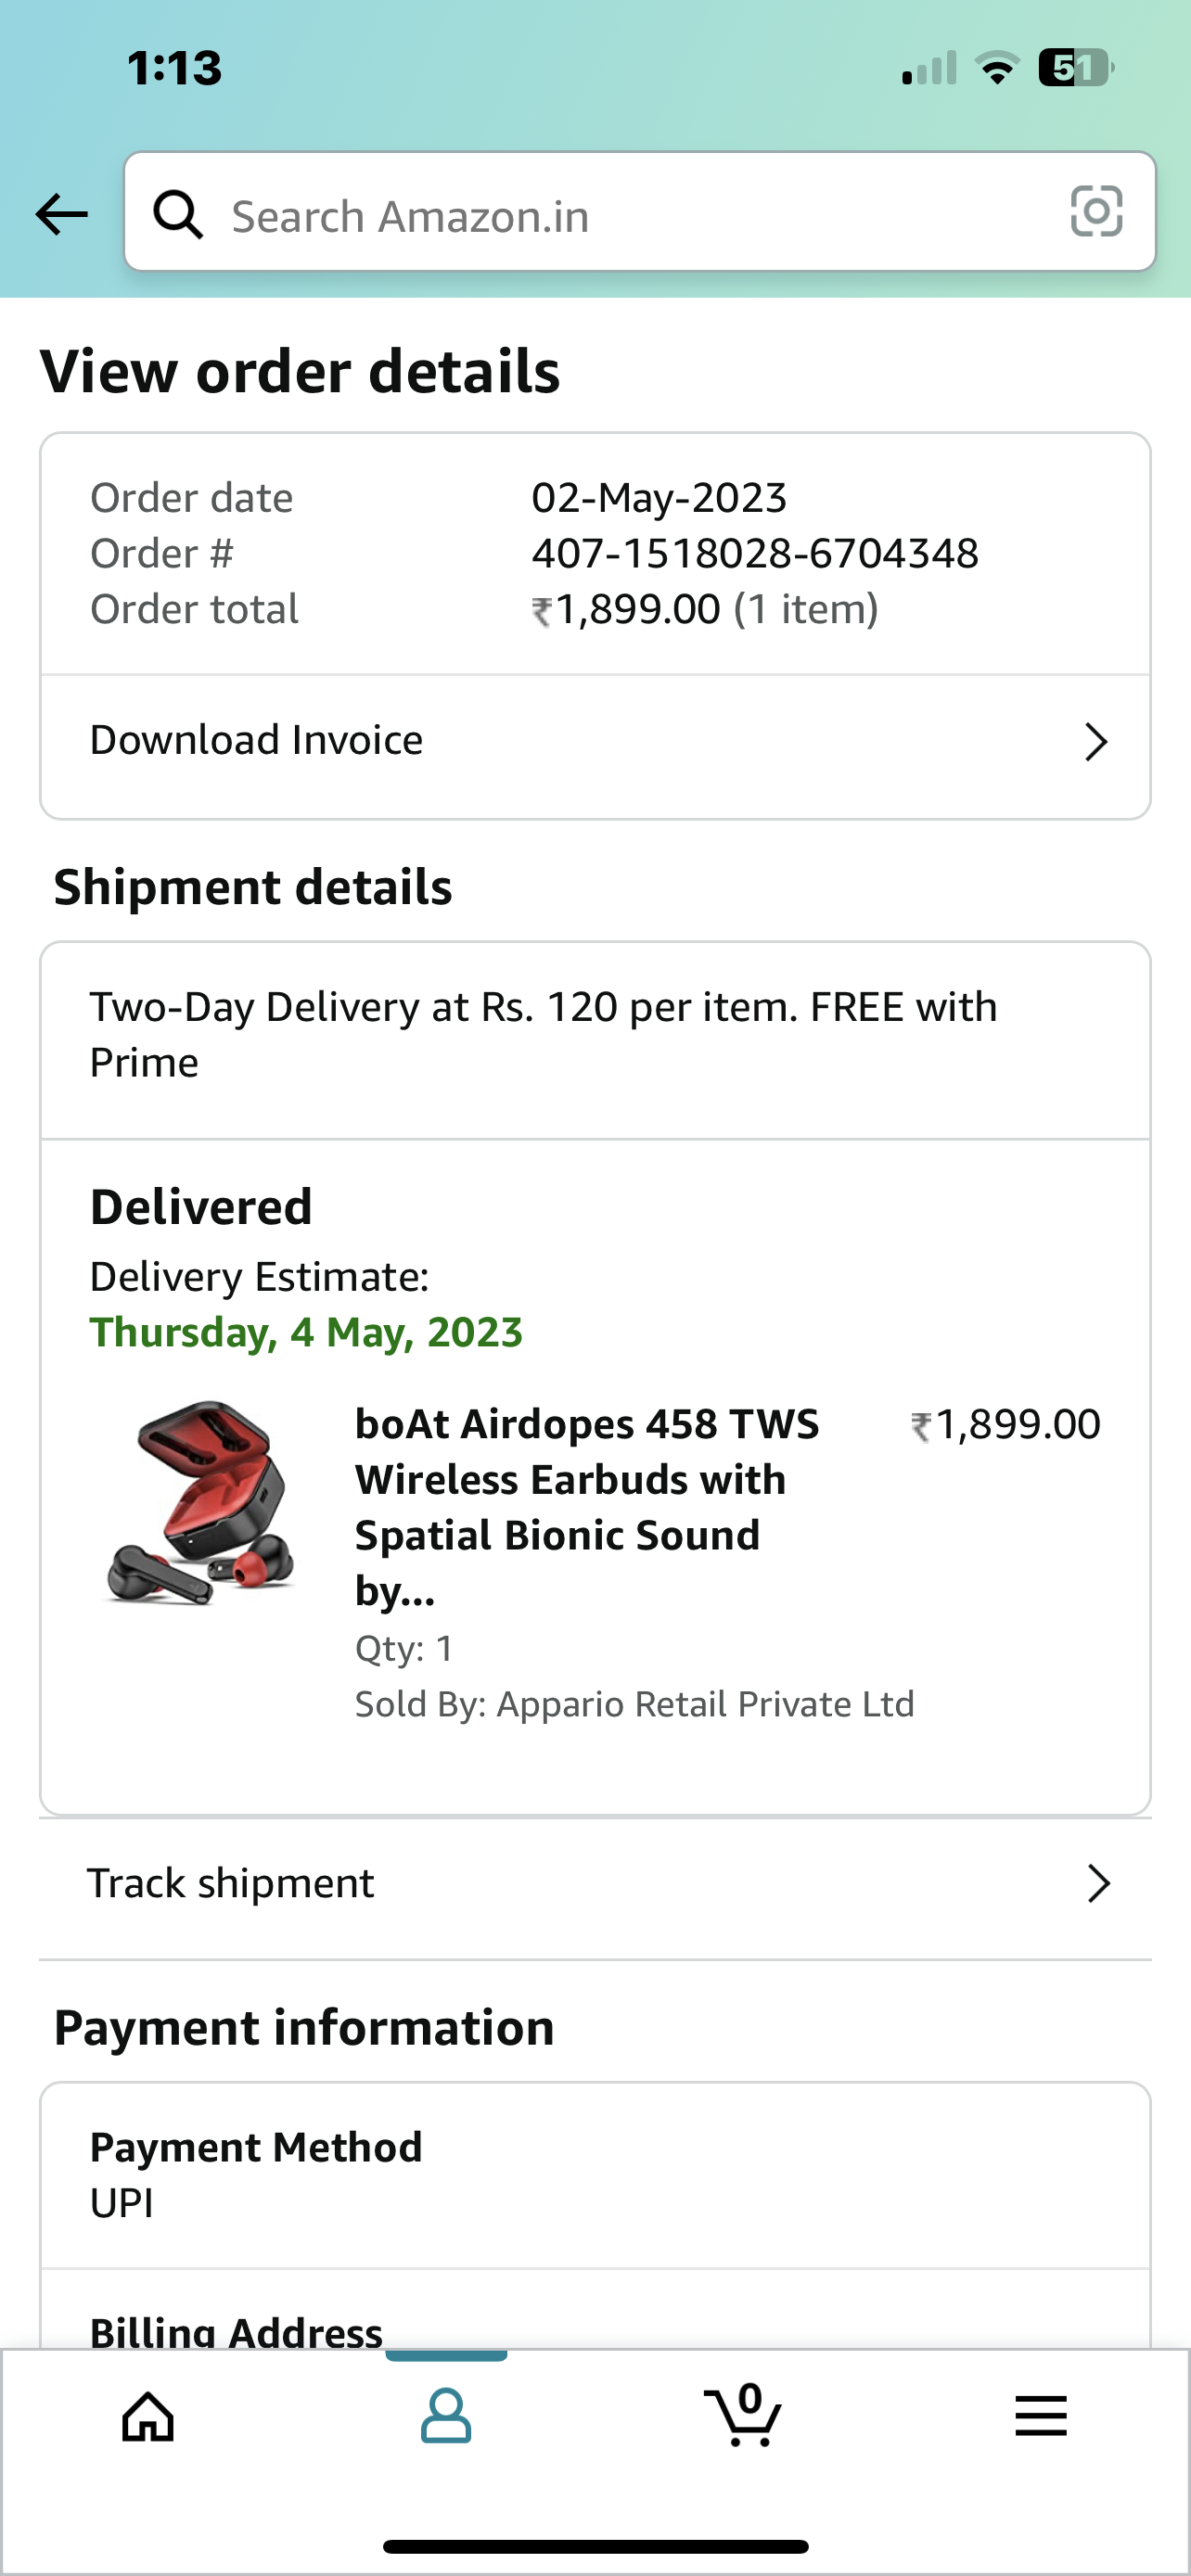 1:13
51
Search Amazon.in
View order details
Order date 02-May-2023
Order # 407-1518028-6704348
Order total ₹1,899.00 (1 item)
Download Invoice
Shipment details
Two-Day Delivery at Rs. 120 per item. FREE with
Prime
Delivered
Delivery Estimate:
Thursday, 4 May, 2023
boAt Airdopes 458 TWS ₹1,899.00
Wireless Earbuds with
Spatial Bionic Sound
by...
Qty: 1
Sold By: Appario Retail Private Ltd
Track shipment
Payment information
Payment Method
UPI
Billing Address
0